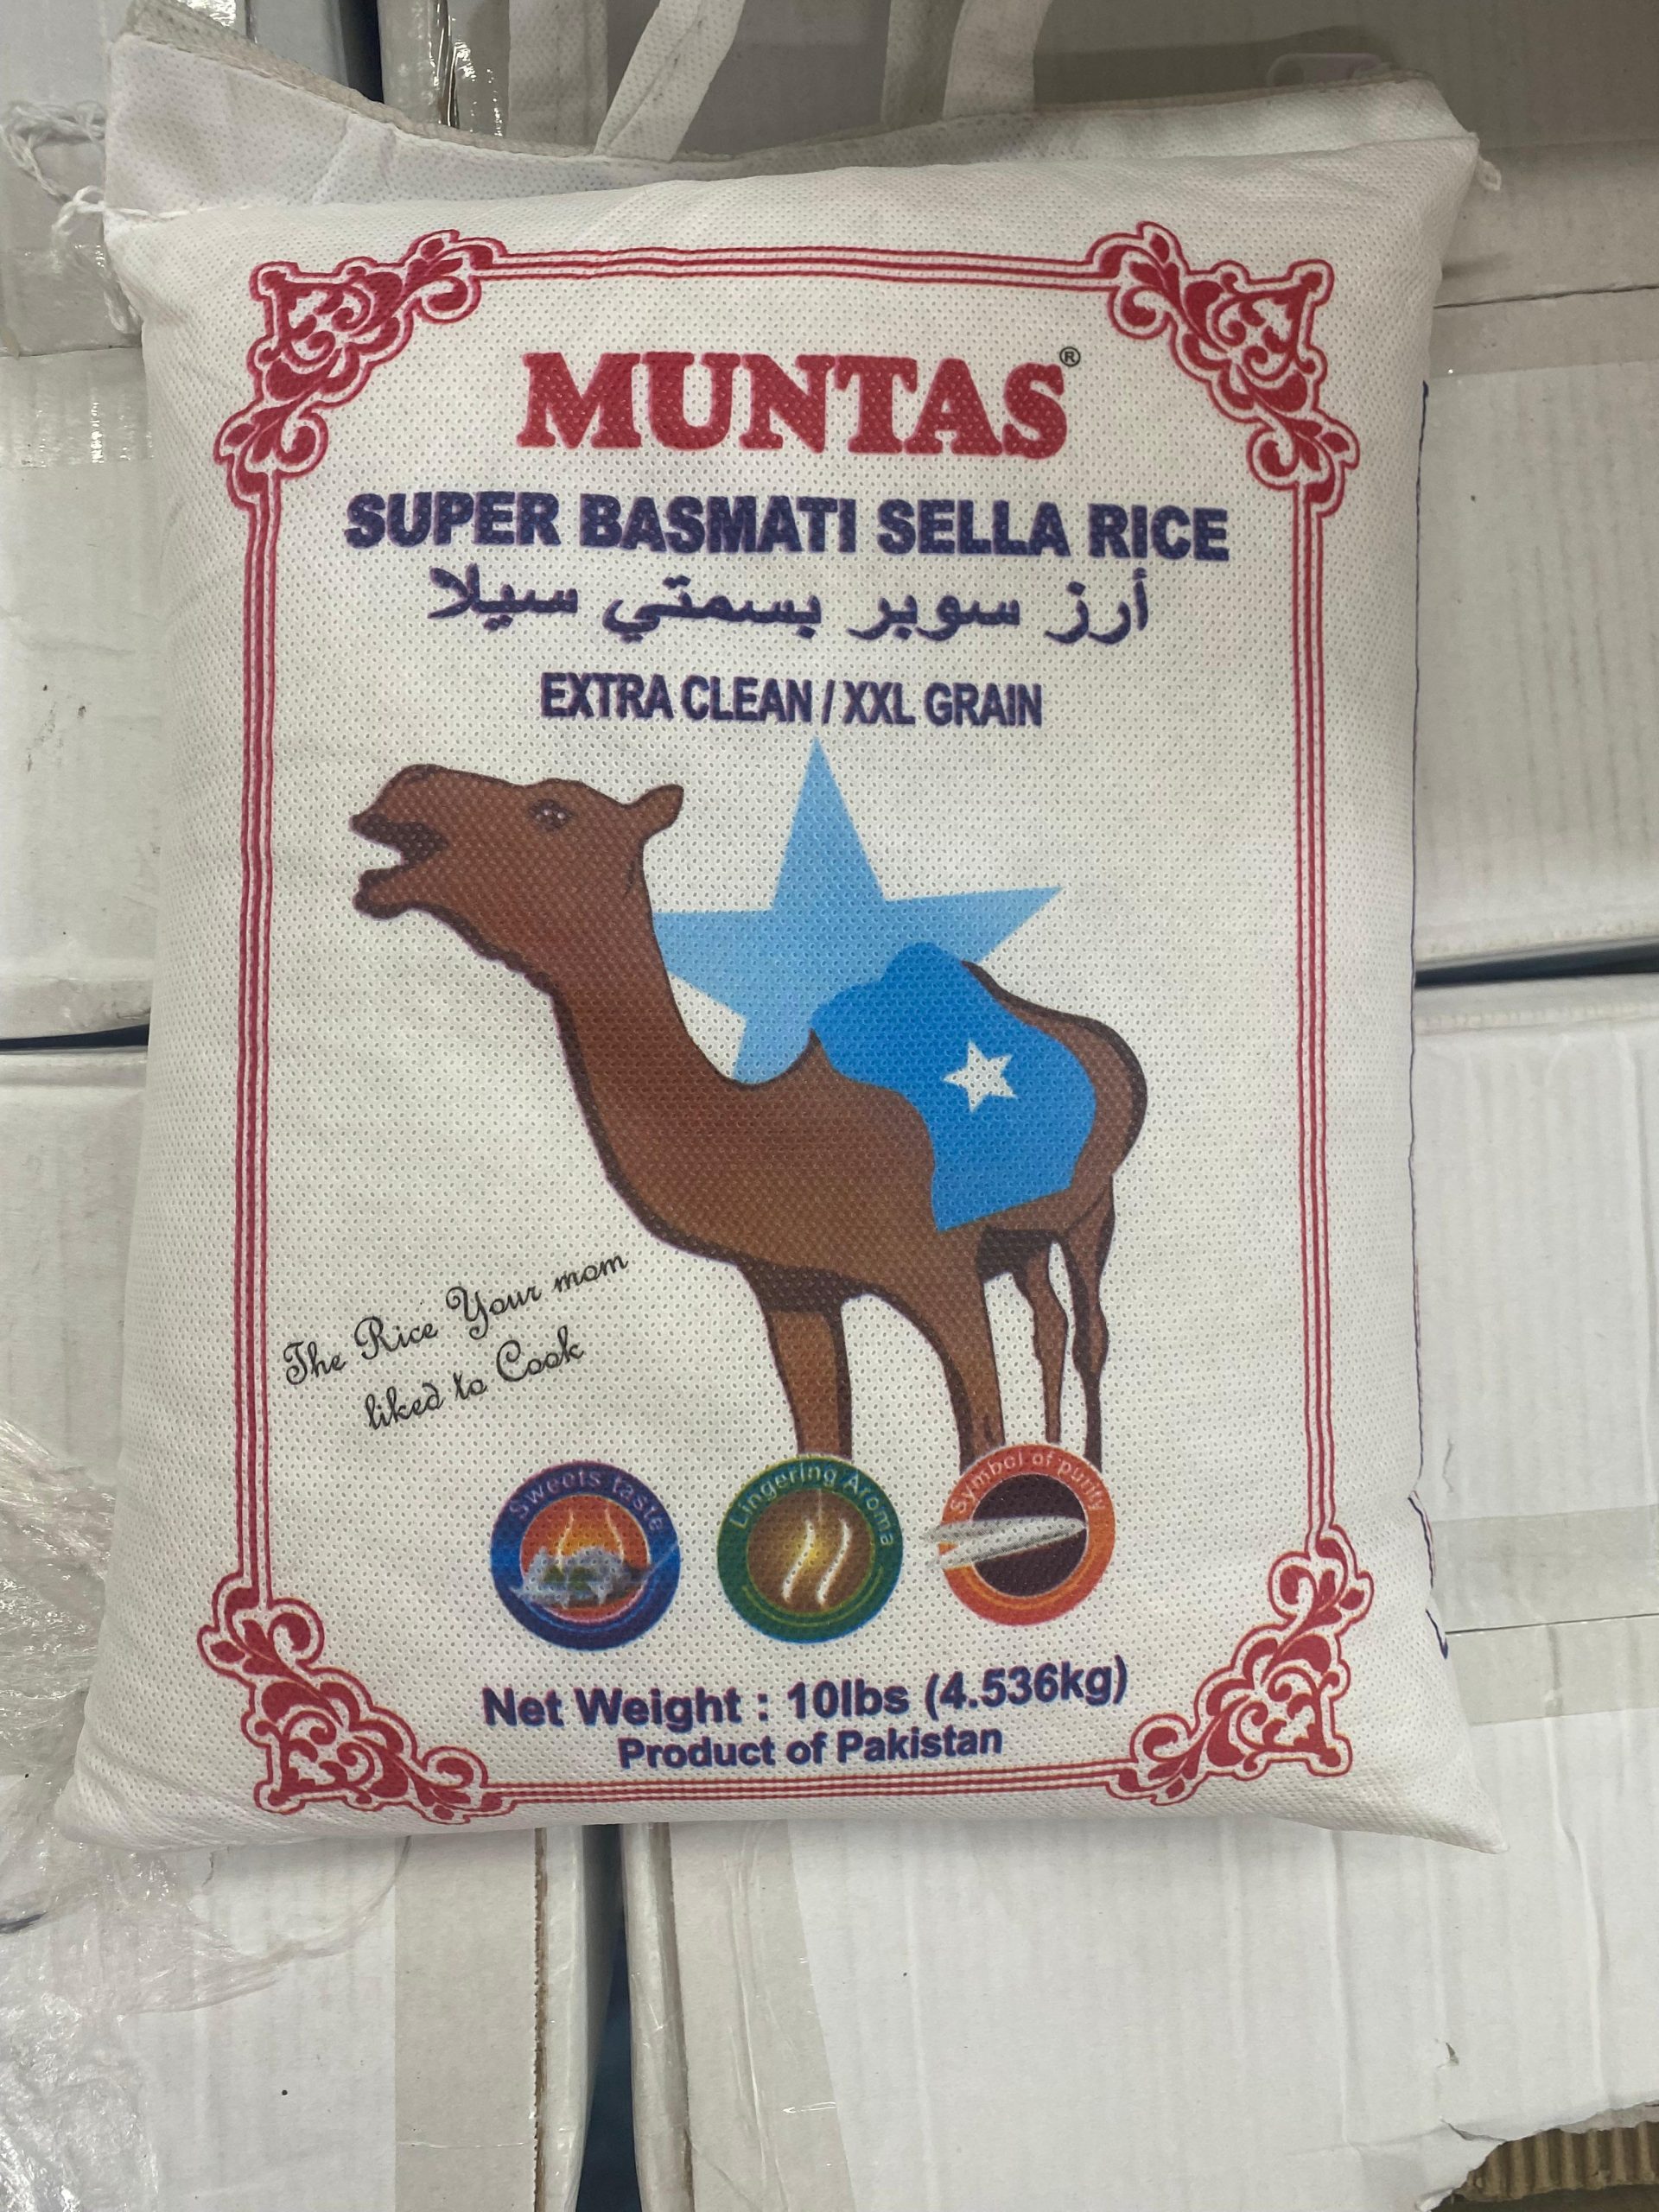 MUNTAS®
SUPER BASMATI SELLA RICE
أرز سوبر بسمتي سيلا
EXTRA CLEAN / XXL GRAIN
The Rice Your mom
liked to Cook
Sweets taste
Lingering Aroma
Symbol of purity
Net Weight : 10lbs (4.536kg)
Product of Pakistan